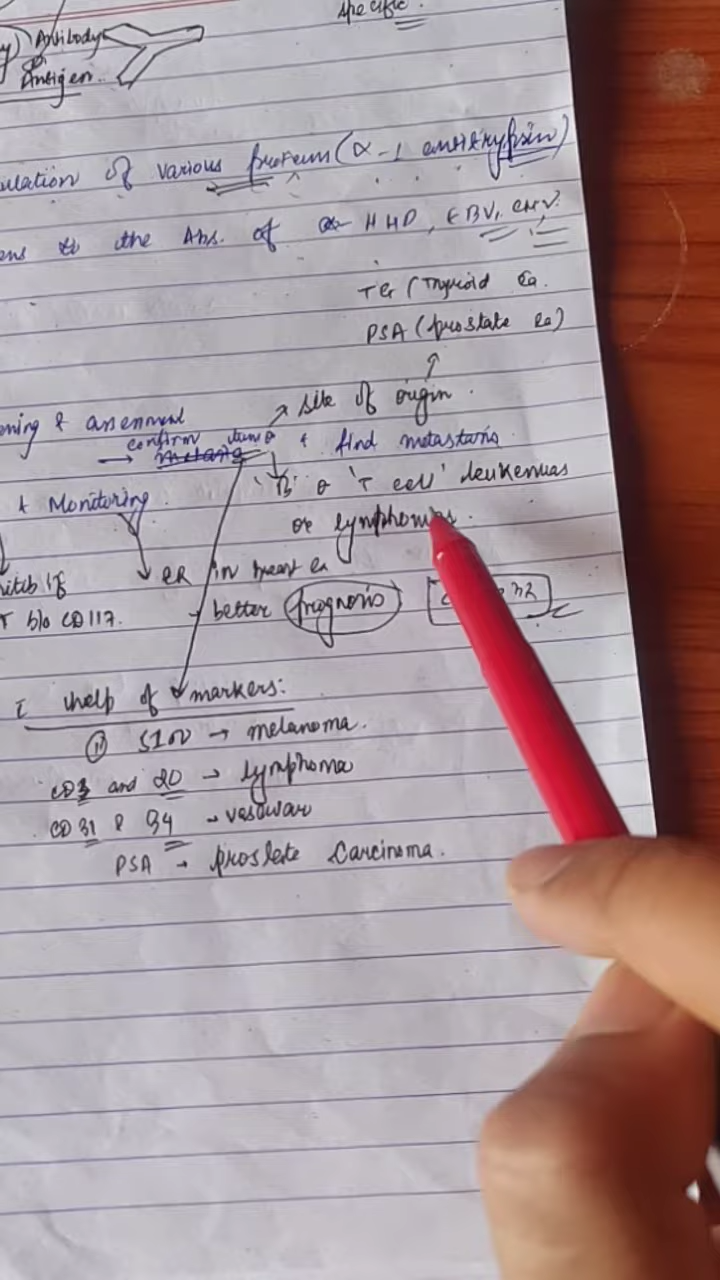 specific.
Antibody
Antigen.
ulation of various proteins (α-1 antitrypsin)
ens to the Abs. of HHD, EBV, CMV.
TG (Thyroid Ca.
PSA (prostate Ca)
site of origin.
ning & assessment
→ confirm & find metastasis.
'B' or 'T cell' leukemias
& Monitoring.
or lymphomas.
ER in breast Ca
r b/o CD117.
better prognosis
c help of markers:
① S100 → melanoma.
CD3 and 20 → lymphoma
CD 31 & 34 → vascular
PSA → prostate Carcinoma.